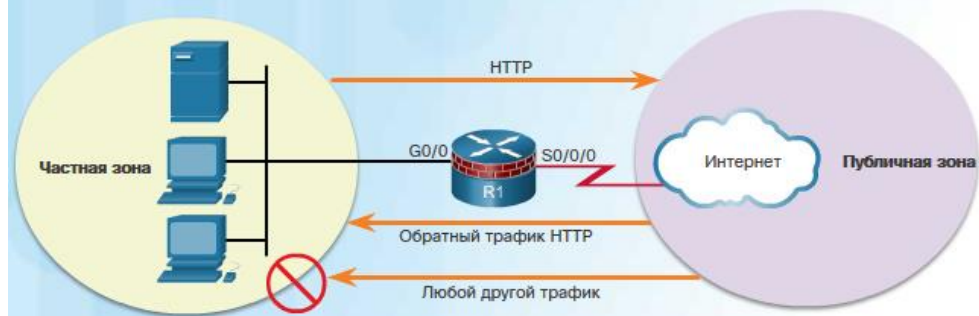 HTTP
Частная зона
G0/0
S0/0/0
R1
Интернет
Публичная зона
Обратный трафик HTTP
Любой другой трафик